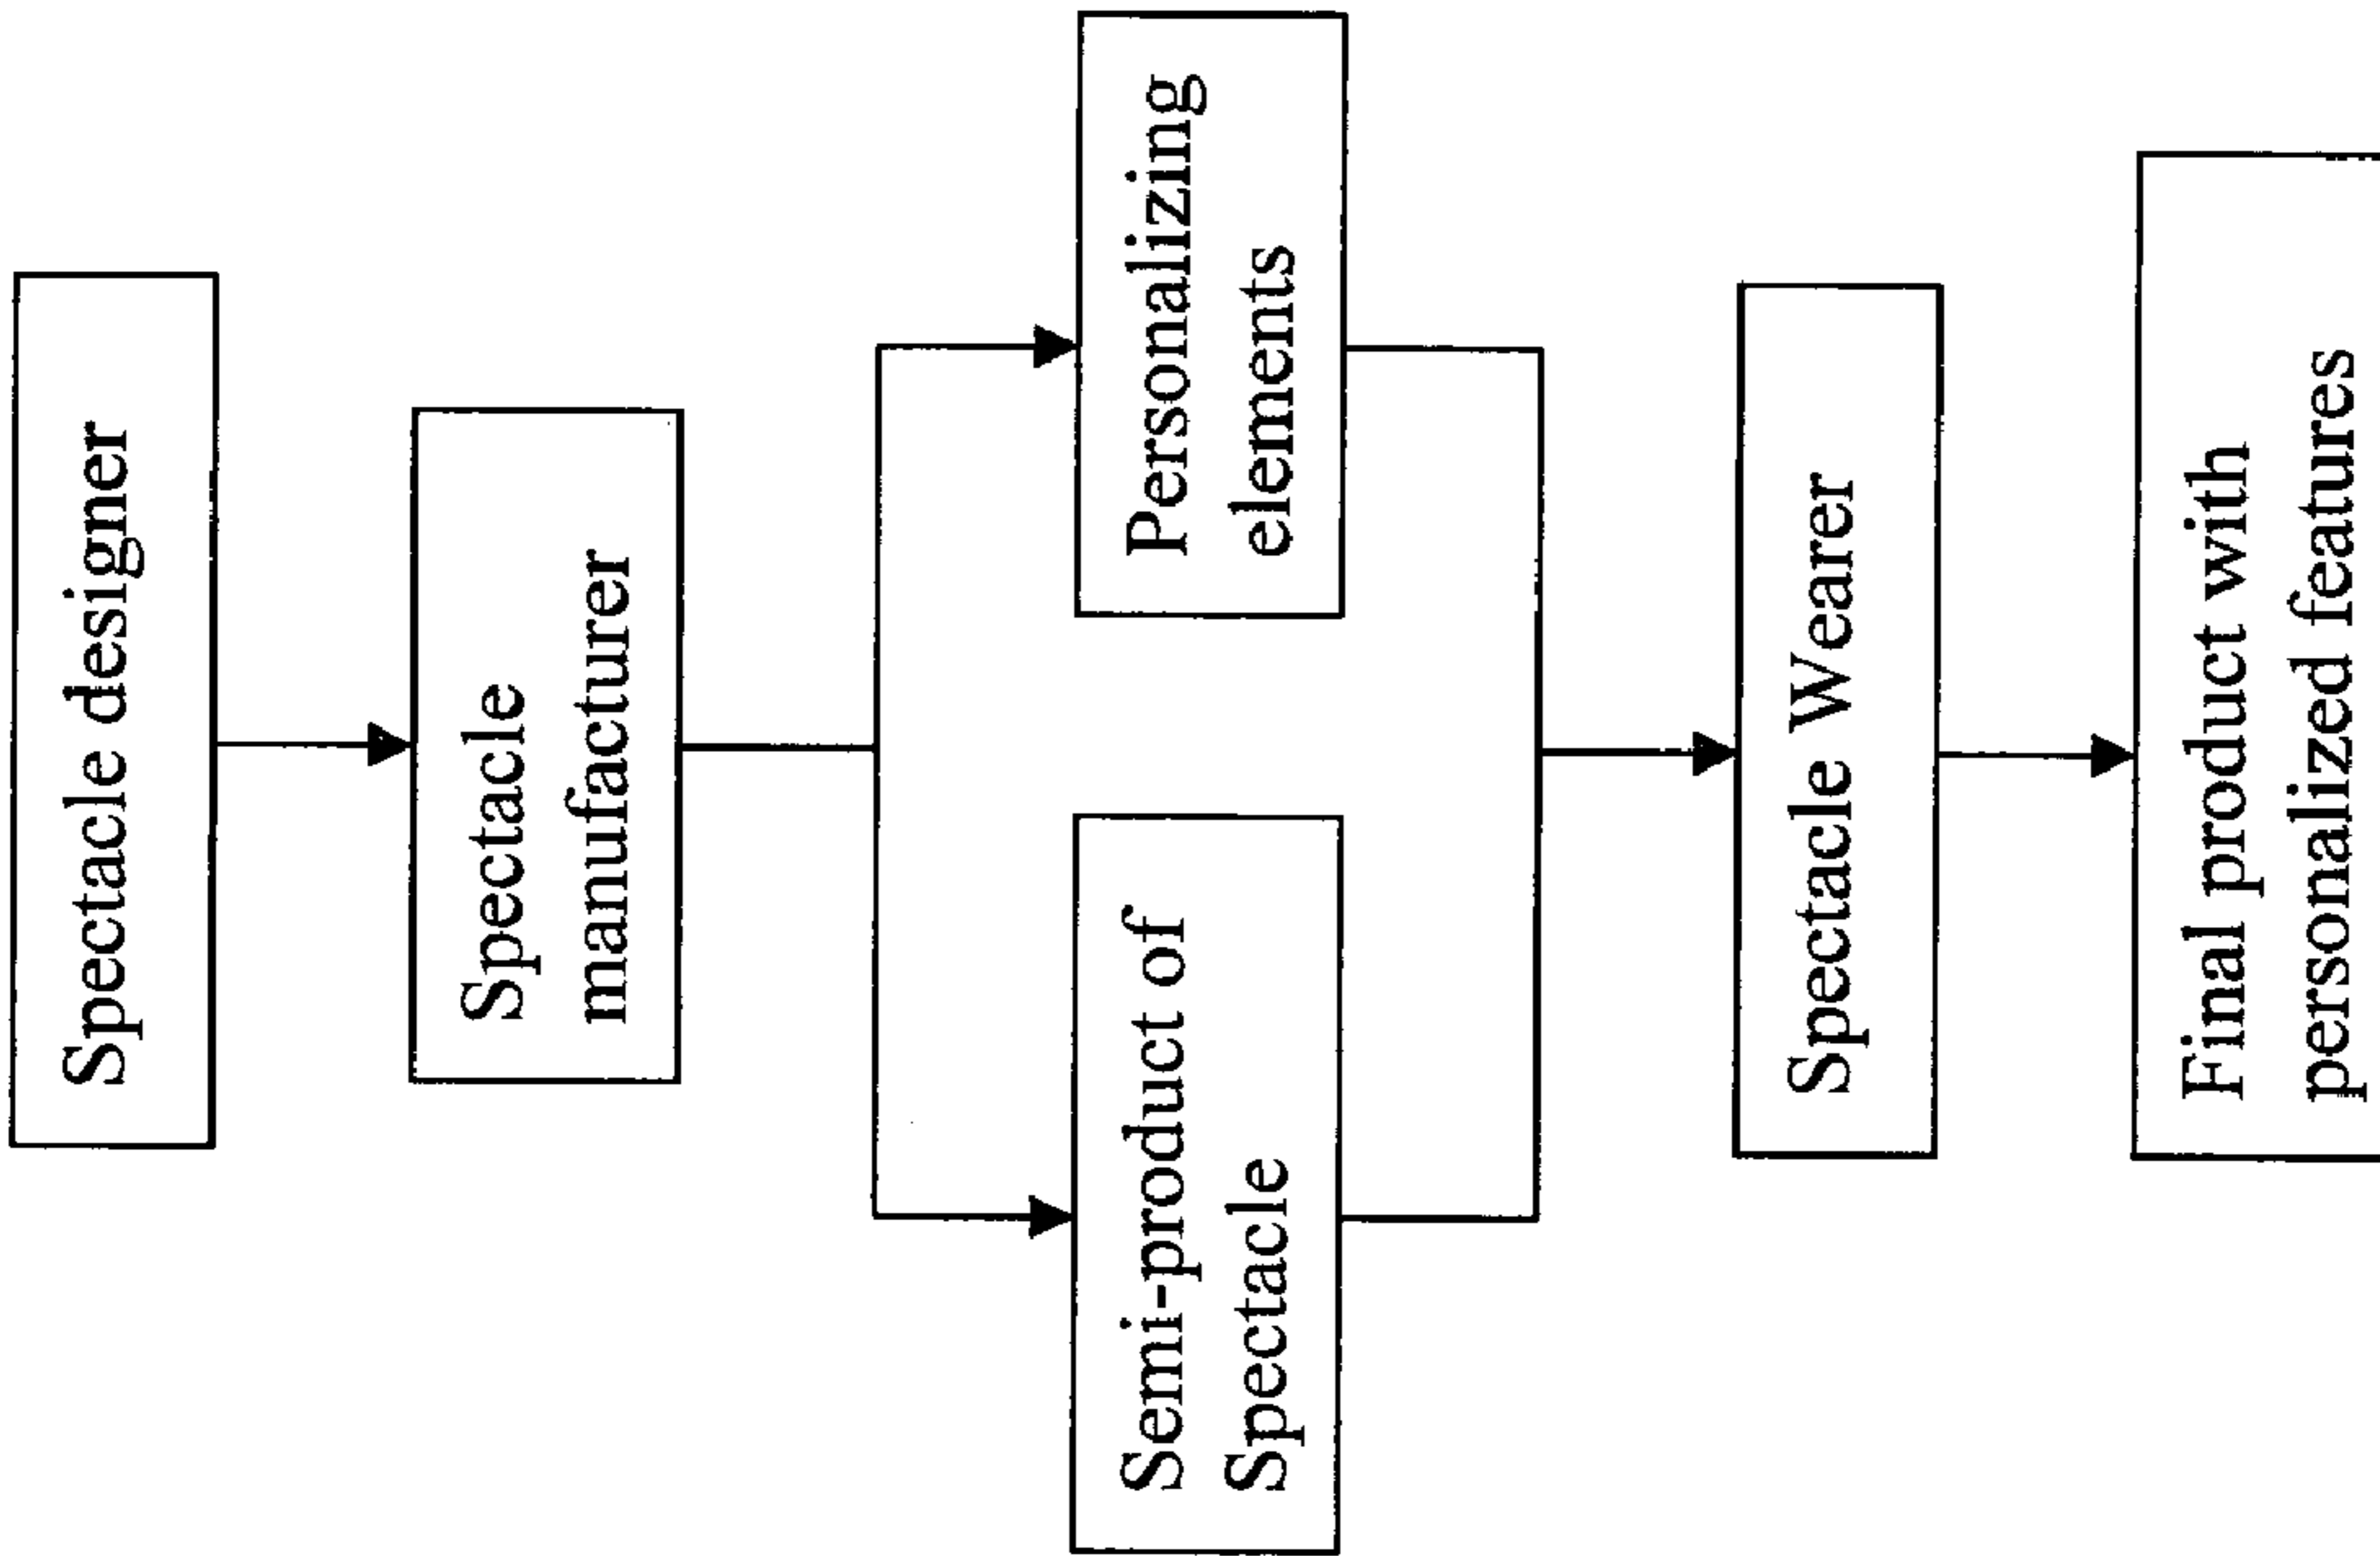 Spectacle designer
Spectacle
manufacturer
Semi-product of
Spectacle
Personalizing
elements
Spectacle Wearer
Final product with
personalized features